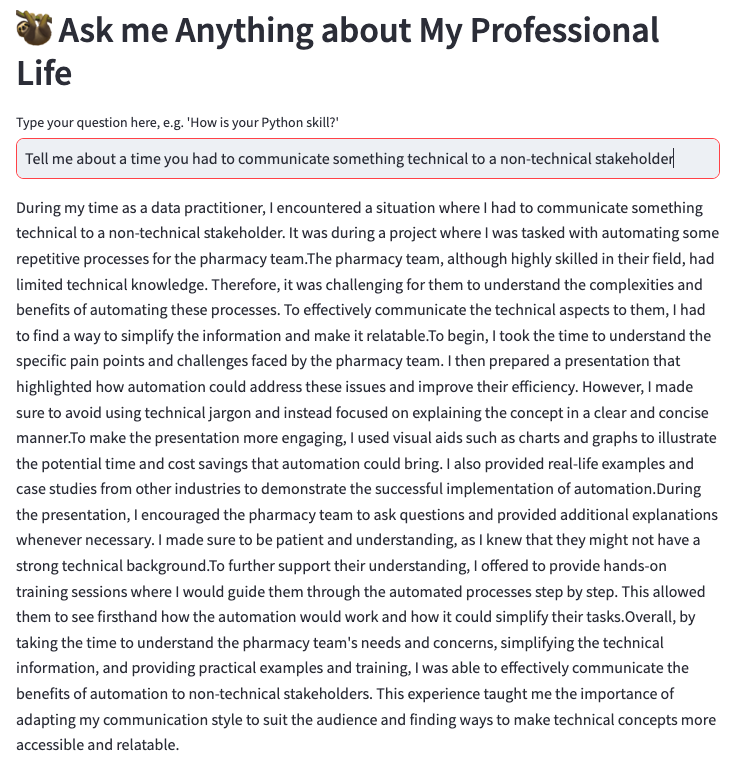 🦥 Ask me Anything about My Professional
Life
Type your question here, e.g. 'How is your Python skill?'
Tell me about a time you had to communicate something technical to a non-technical stakeholder
During my time as a data practitioner, I encountered a situation where I had to communicate something
technical to a non-technical stakeholder. It was during a project where I was tasked with automating some
repetitive processes for the pharmacy team.The pharmacy team, although highly skilled in their field, had
limited technical knowledge. Therefore, it was challenging for them to understand the complexities and
benefits of automating these processes. To effectively communicate the technical aspects to them, I had
to find a way to simplify the information and make it relatable.To begin, I took the time to understand the
specific pain points and challenges faced by the pharmacy team. I then prepared a presentation that
highlighted how automation could address these issues and improve their efficiency. However, I made
sure to avoid using technical jargon and instead focused on explaining the concept in a clear and concise
manner.To make the presentation more engaging, I used visual aids such as charts and graphs to illustrate
the potential time and cost savings that automation could bring. I also provided real-life examples and
case studies from other industries to demonstrate the successful implementation of automation.During
the presentation, I encouraged the pharmacy team to ask questions and provided additional explanations
whenever necessary. I made sure to be patient and understanding, as I knew that they might not have a
strong technical background.To further support their understanding, I offered to provide hands-on
training sessions where I would guide them through the automated processes step by step. This allowed
them to see firsthand how the automation would work and how it could simplify their tasks.Overall, by
taking the time to understand the pharmacy team's needs and concerns, simplifying the technical
information, and providing practical examples and training, I was able to effectively communicate the
benefits of automation to non-technical stakeholders. This experience taught me the importance of
adapting my communication style to suit the audience and finding ways to make technical concepts more
accessible and relatable.